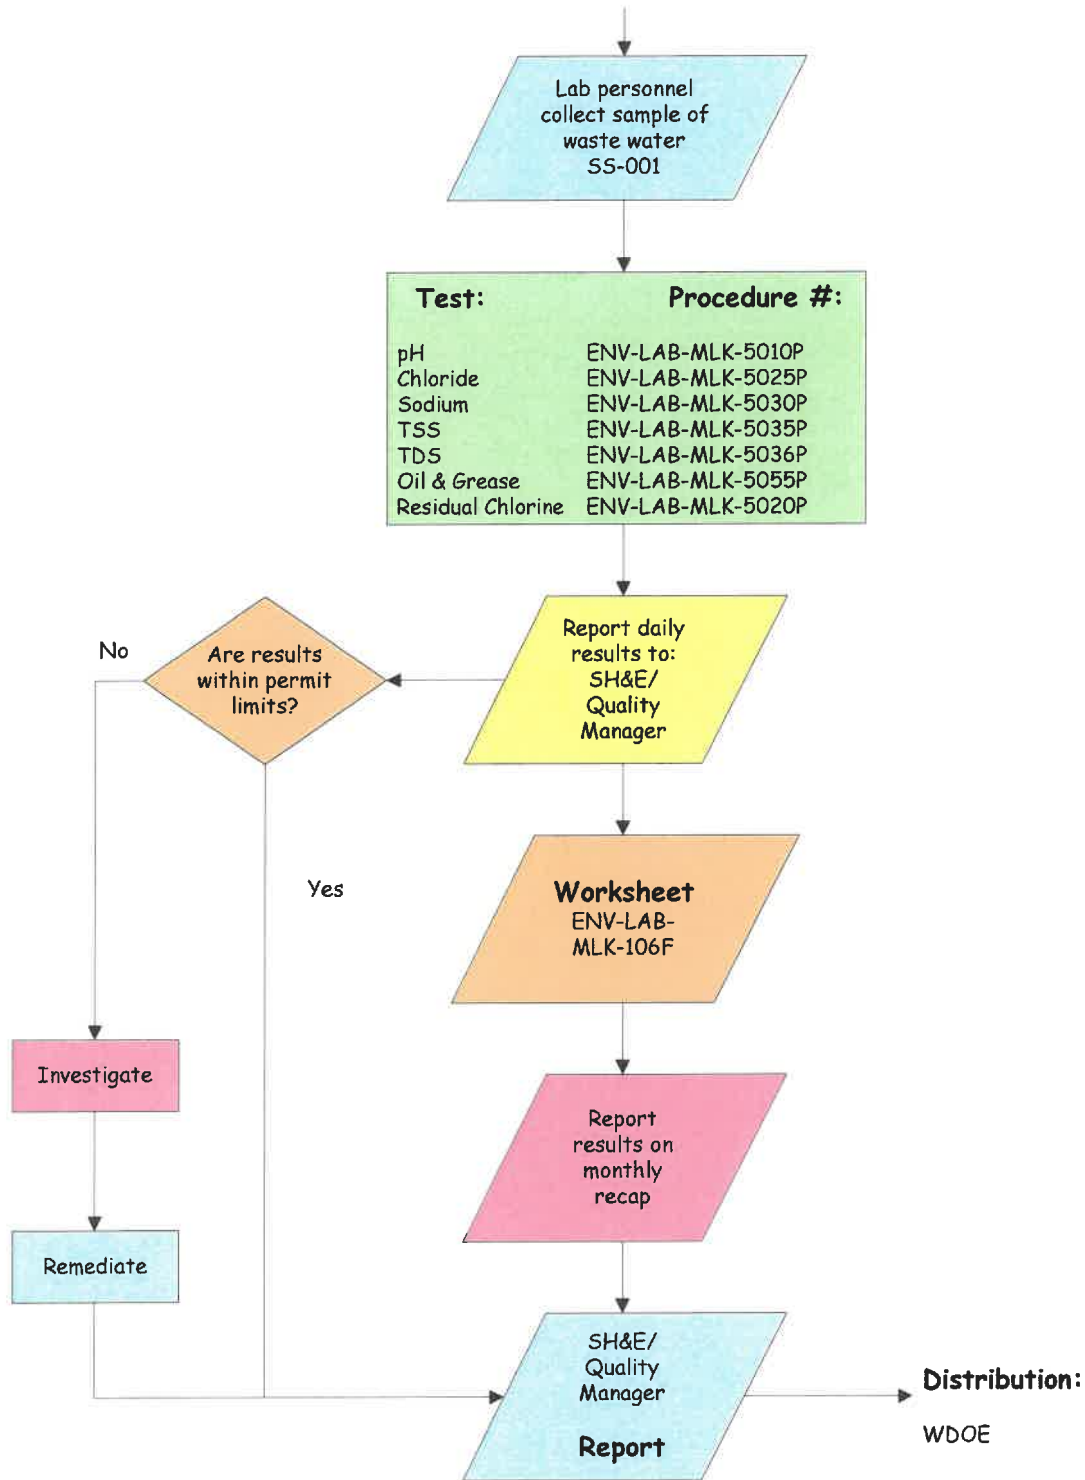 Lab personnel
collect sample of
waste water
SS-001
Test: Procedure #:
pH ENV-LAB-MLK-5010P
Chloride ENV-LAB-MLK-5025P
Sodium ENV-LAB-MLK-5030P
TSS ENV-LAB-MLK-5035P
TDS ENV-LAB-MLK-5036P
Oil & Grease ENV-LAB-MLK-5055P
Residual Chlorine ENV-LAB-MLK-5020P
Report daily
results to:
SH&E/
Quality
Manager
No
Are results
within permit
limits?
Yes
Worksheet
ENV-LAB-
MLK-106F
Investigate
Report
results on
monthly
recap
Remediate
SH&E/
Quality
Manager
Report
Distribution:
WDOE